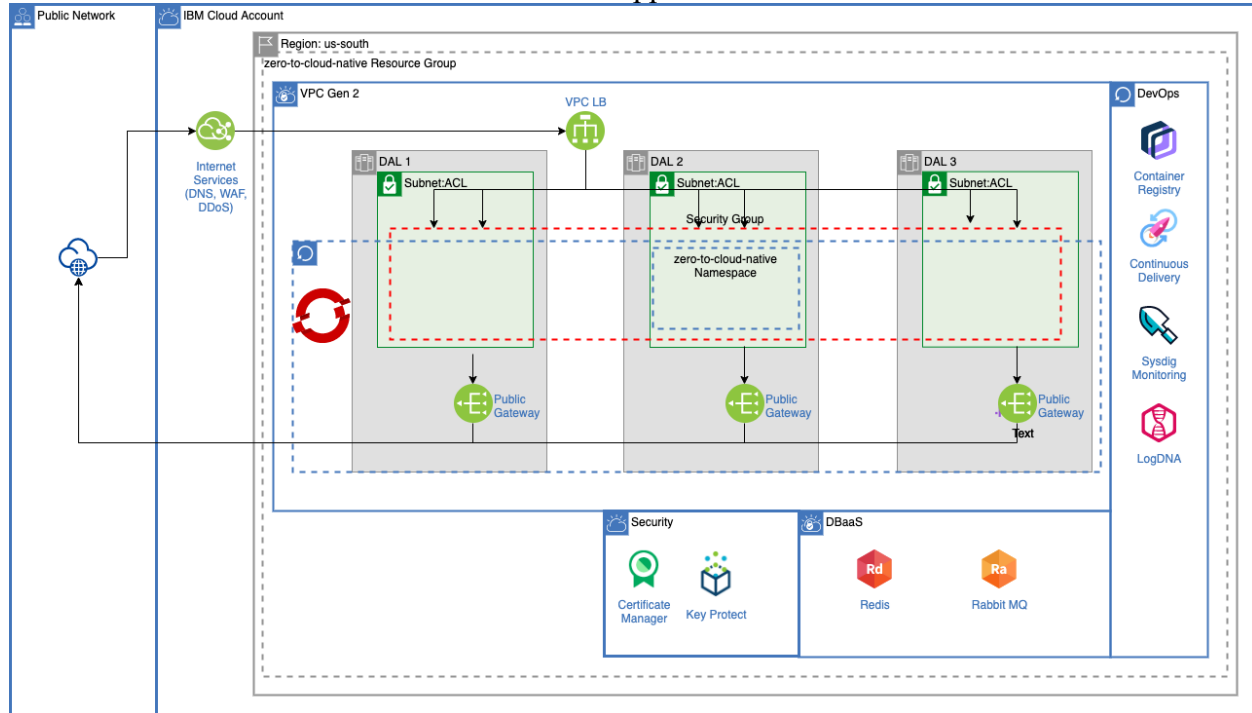 Public Network
IBM Cloud Account
Region: us-south
zero-to-cloud-native Resource Group
VPC Gen 2
DevOps
VPC LB
Internet
Services
(DNS, WAF,
DDoS)
DAL 1
DAL 2
DAL 3
Subnet:ACL
Subnet:ACL
Subnet:ACL
Security Group
zero-to-cloud-native
Namespace
Public
Gateway
Public
Gateway
Public
Gateway
Text
Container
Registry
Continuous
Delivery
Sysdig
Monitoring
LogDNA
Security
Certificate
Manager
Key Protect
DBaaS
Rd
Redis
Ra
Rabbit MQ